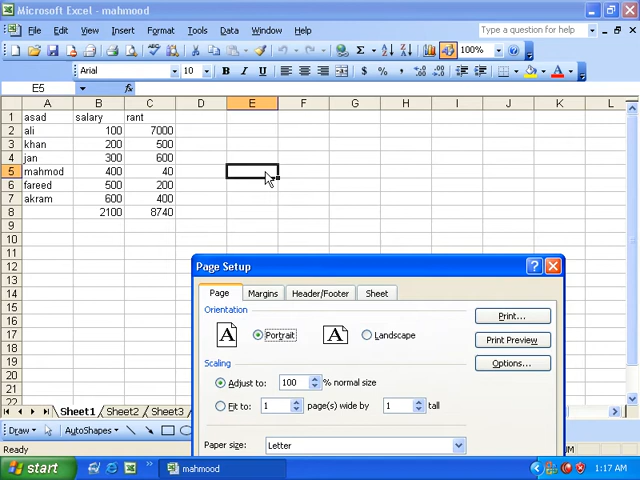 Microsoft Excel - mahmood
File Edit View Insert Format Tools Data Window Help Type a question for help
100%
Arial 10 B I U $ % ,
E5 fx
A B C D E F G H I J K L
1 asad salary rant
2 ali 100 7000
3 khan 200 500
4 jan 300 600
5 mahmod 400 40
6 fareed 500 200
7 akram 600 400
8 2100 8740
9
10
11
12
13
14
15
16
17
18
19
20
21
22
Page Setup
Page Margins Header/Footer Sheet
Orientation
A Portrait A Landscape
Scaling
Adjust to: 100 % normal size
Fit to: 1 page(s) wide by 1 tall
Paper size: Letter
Print...
Print Preview
Options...
Sheet1 Sheet2 Sheet3
Draw AutoShapes
Ready UM
start mahmood 1:17 AM